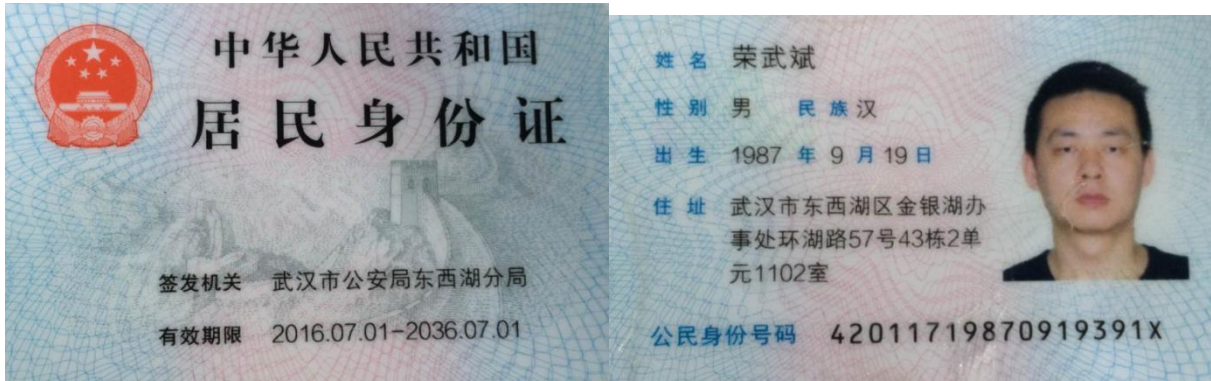 中华人民共和国
居民身份证
签发机关 武汉市公安局东西湖分局
有效期限 2016.07.01-2036.07.01
姓名 荣武斌
性别 男 民族 汉
出生 1987 年 9 月 19 日
住址 武汉市东西湖区金银湖办
事处环湖路57号43栋2单
元1102室
公民身份号码 42011719870919391X